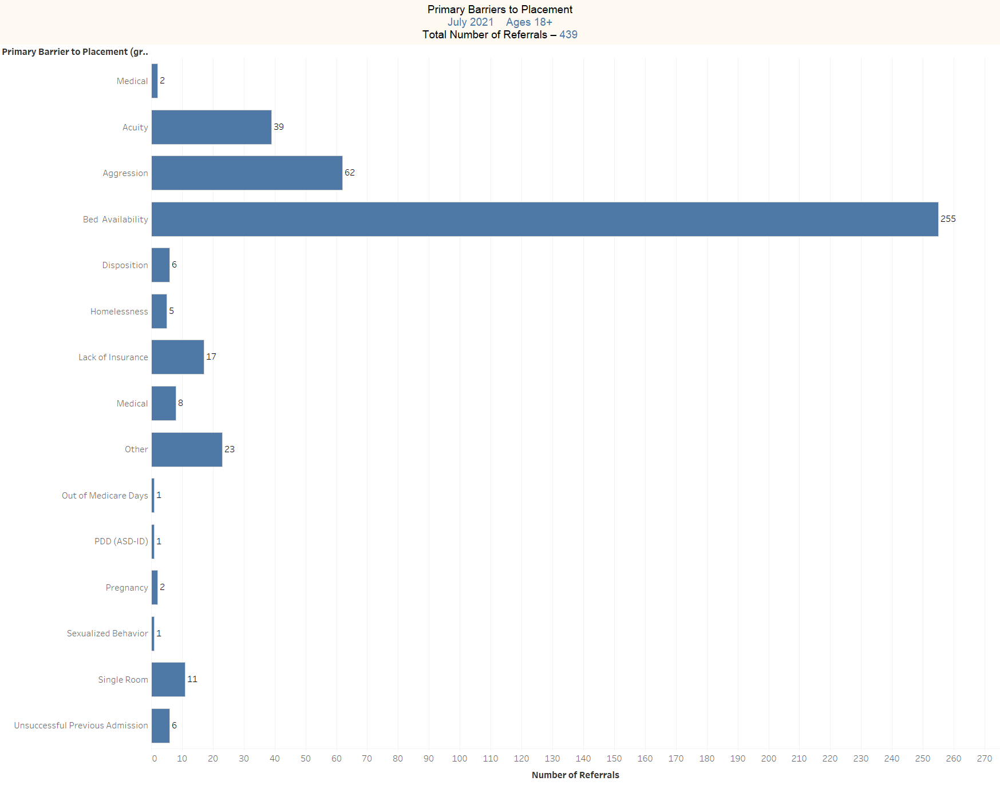 Primary Barriers to Placement
July 2021 Ages 18+
Total Number of Referrals – 439
Primary Barrier to Placement (gr..
Medical 2
Acuity 39
Aggression 62
Bed Availability 255
Disposition 6
Homelessness 5
Lack of Insurance 17
Medical 8
Other 23
Out of Medicare Days 1
PDD (ASD-ID) 1
Pregnancy 2
Sexualized Behavior 1
Single Room 11
Unsuccessful Previous Admission 6
0 10 20 30 40 50 60 70 80 90 100 110 120 130 140 150 160 170 180 190 200 210 220 230 240 250 260 270
Number of Referrals